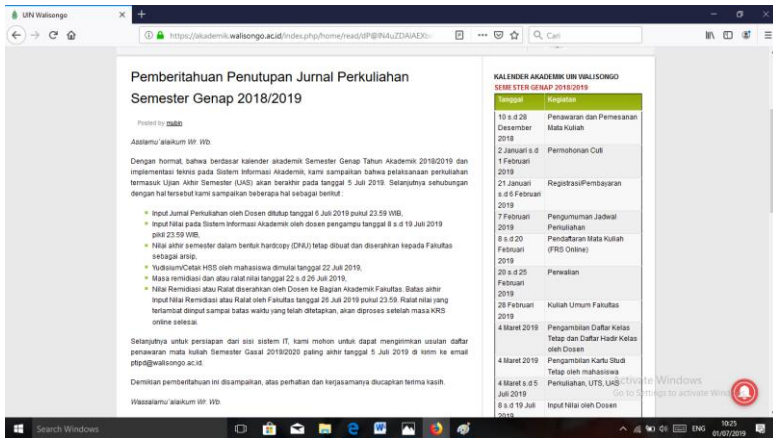 UIN Walisongo
https://akademik.walisongo.ac.id/index.php/home/read/
Cari
Pemberitahuan Penutupan Jurnal Perkuliahan
Semester Genap 2018/2019
Posted by mubin
Asslamu'alaikum Wr. Wb.
Dengan hormat, bahwa berdasar kalender akademik Semester Genap Tahun Akademik 2018/2019 dan
implementasi teknis pada Sistem Informasi Akademik, kami sampaikan bahwa pelaksanaan perkuliahan
termasuk Ujian Akhir Semester (UAS) akan berakhir pada tanggal 5 Juli 2019. Selanjutnya sehubungan
dengan hal tersebut kami sampaikan beberapa hal sebagai berikut :
Input Jurnal Perkuliahan oleh Dosen ditutup tanggal 6 Juli 2019 pukul 23.59 WIB,
Input Nilai pada Sistem Informasi Akademik oleh dosen pengampu tanggal 8 s.d 19 Juli 2019
pikil 23.59 WIB,
Nilai akhir semester dalam bentuk hardcopy (DNU) tetap dibuat dan diserahkan kepada Fakultas
sebagai arsip,
Yudisium/Cetak HSS oleh mahasiswa dimulai tanggal 22 Juli 2019,
Masa remidiasi dan atau ralat nilai tanggal 22 s.d 26 Juli 2019,
Nilai Remidiasi atau Ralat diserahkan oleh Dosen ke Bagian Akademik Fakultas. Batas akhir
Input Nilai Remidiasi atau Ralat oleh Fakultas tanggal 26 Juli 2019 pukul 23.59. Ralat nilai yang
terlambat diinput sampai batas waktu yang telah ditetapkan, akan diproses setelah masa KRS
online selesai.
Selanjutnya untuk persiapan dari sisi sistem IT, kami mohon untuk dapat mengirimkan usulan daftar
penawaran mata kuliah Semester Gasal 2019/2020 paling akhir tanggal 5 Juli 2019 di kirim ke email
ptipd@walisongo.ac.id.
Demikian pemberitahuan ini disampaikan, atas perhatian dan kerjasamanya diucapkan terima kasih.
Wassalamu'alaikum Wr. Wb.
KALENDER AKADEMIK UIN WALISONGO
SEMESTER GENAP 2018/2019
Tanggal Kegiatan
10 s.d 28 Penawaran dan Pemesanan
Desember Mata Kuliah
2018
2 Januari s.d Permohonan Cuti
1 Februari
2019
21 Januari Registrasi/Pembayaran
s.d 6 Februari
2019
7 Februari Pengumuman Jadwal
2019 Perkuliahan
8 s.d 20 Pendaftaran Mata Kuliah
Februari (FRS Online)
2019
20 s.d 25 Perwalian
Februari
2019
28 Februari Kuliah Umum Fakultas
2019
4 Maret 2019 Pengambilan Daftar Kelas
Tetap dan Daftar Hadir Kelas
oleh Dosen
4 Maret 2019 Pengambilan Kartu Studi
Tetap oleh mahasiswa
4 Maret s.d 5 Perkuliahan, UTS, UAS
Juli 2019
8 s.d 19 Juli Input Nilai oleh Dosen
2019
Activate Windows
Go to Settings to activate Windows
Search Windows
ENG
10:25
01/07/2019